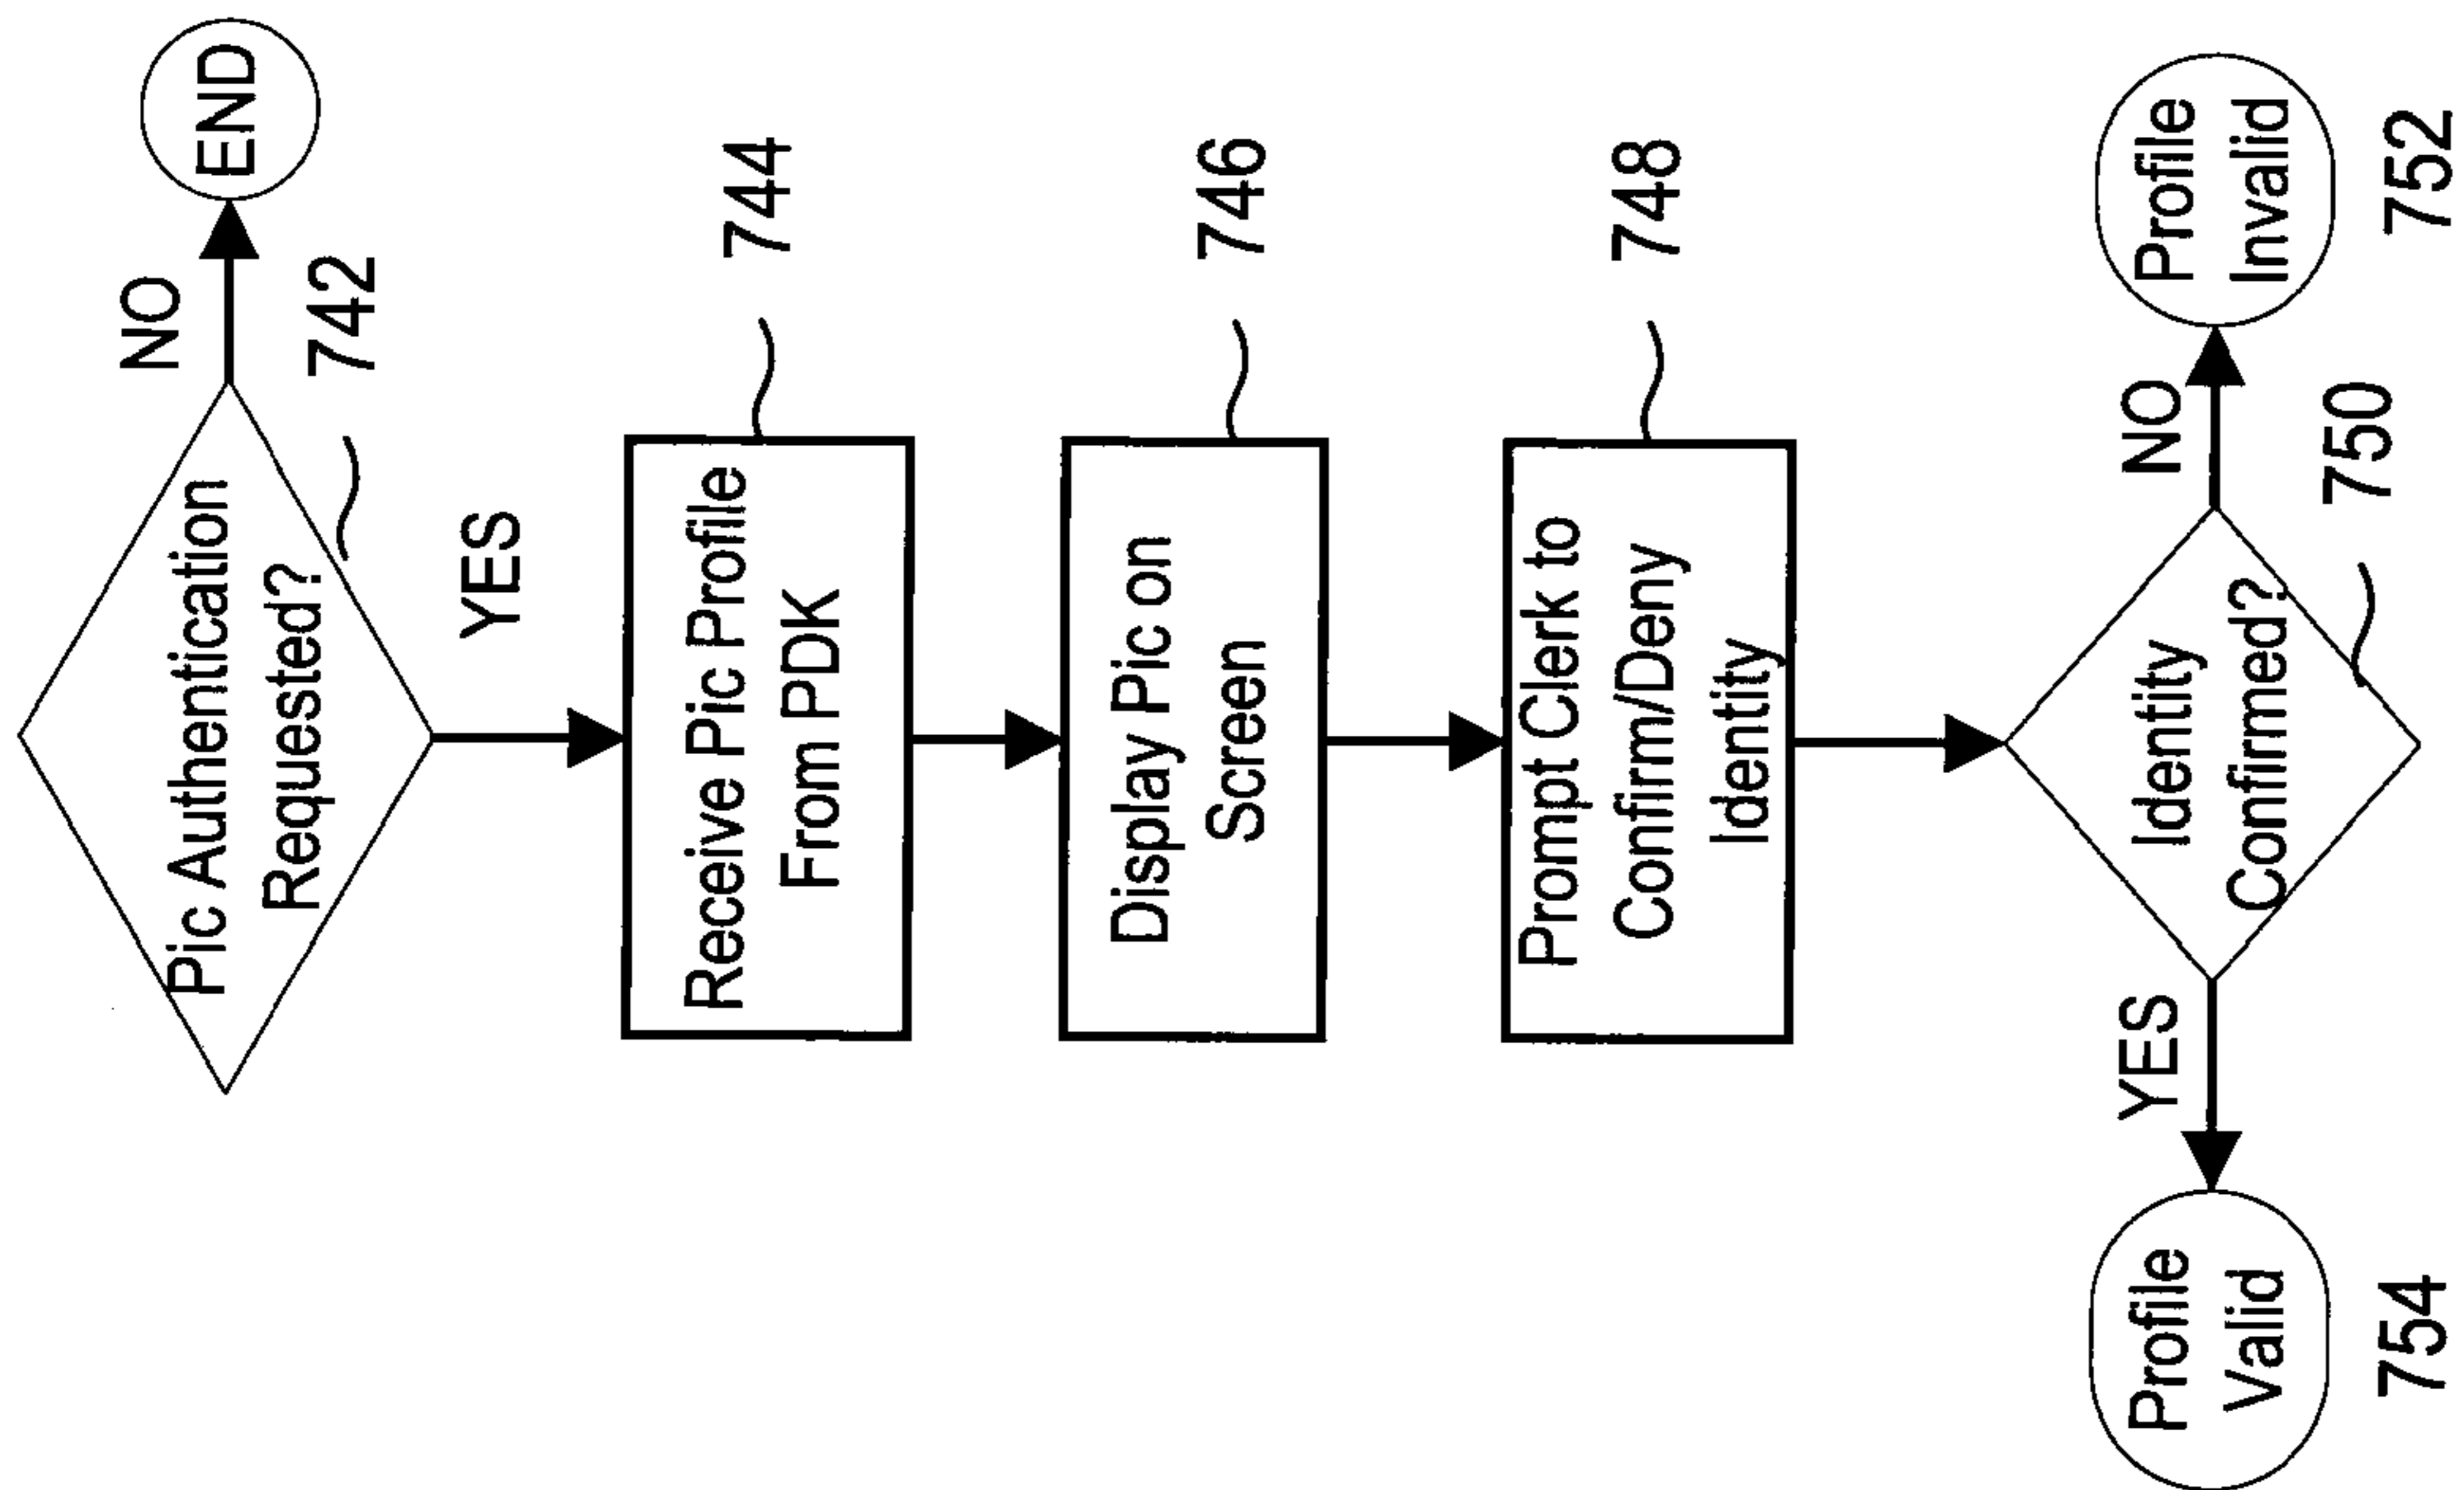 Pic Authentication
Requested?
742
NO
END
YES
Receive Pic Profile
From PDK
744
Display Pic on
Screen
746
Prompt Clerk to
Confirm/Deny
Identity
748
Identity
Confirmed?
750
NO
Profile
Invalid
752
YES
Profile
Valid
754